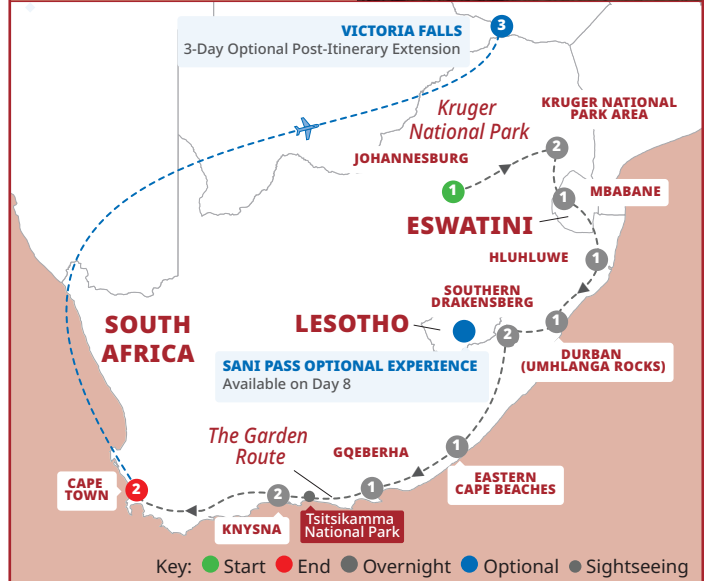 VICTORIA FALLS
3-Day Optional Post-Itinerary Extension
3
Kruger
National Park
KRUGER NATIONAL
PARK AREA
2
JOHANNESBURG
1
1
MBABANE
ESWATINI
HLUHLUWE
1
SOUTHERN
DRAKENSBERG
2
1
DURBAN
(UMHLANGA ROCKS)
LESOTHO
SOUTH
AFRICA
SANI PASS OPTIONAL EXPERIENCE
Available on Day 8
The Garden
Route
GQEBERHA
1
1
EASTERN
CAPE BEACHES
CAPE
TOWN
2
2
KNYSNA
Tsitsikamma
National Park
Key: Start End Overnight Optional Sightseeing